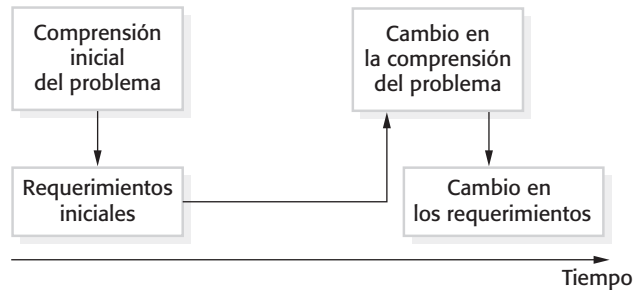 Comprensión
inicial
del problema
Cambio en
la comprensión
del problema
Requerimientos
iniciales
Cambio en
los requerimientos
Tiempo